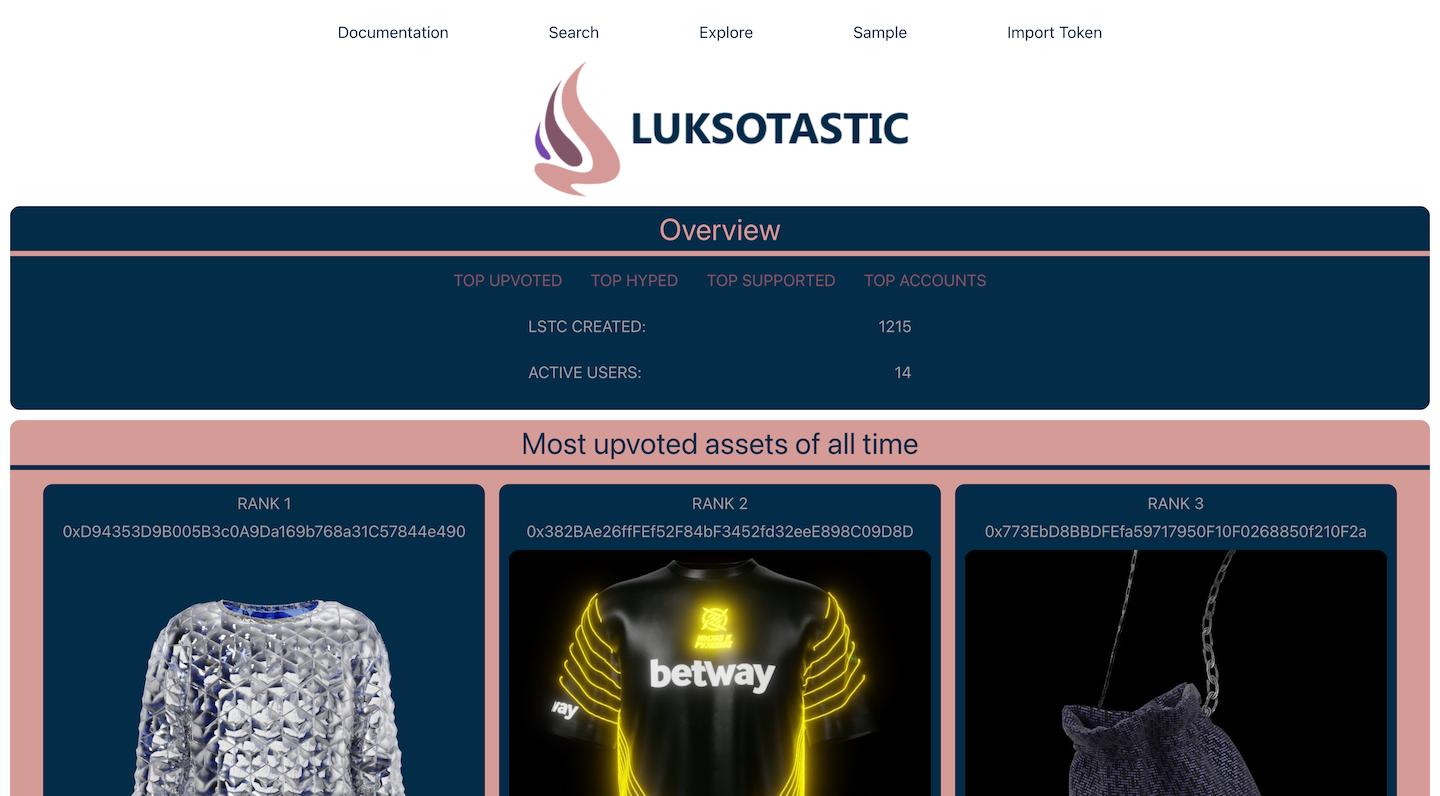 Documentation Search Explore Sample Import Token
LUKSOTASTIC
Overview
TOP UPVOTED TOP HYPED TOP SUPPORTED TOP ACCOUNTS
LSTC CREATED: 1215
ACTIVE USERS: 14
Most upvoted assets of all time
RANK 1
0xD94353D9B005B3c0A9Da169b768a31C57844e490
RANK 2
0x382BAe26ffFEf52F84bF3452fd32eeE898C09D8D
betway
way
RANK 3
0x773EbD8BBDFEfa59717950F10F0268850f210F2a